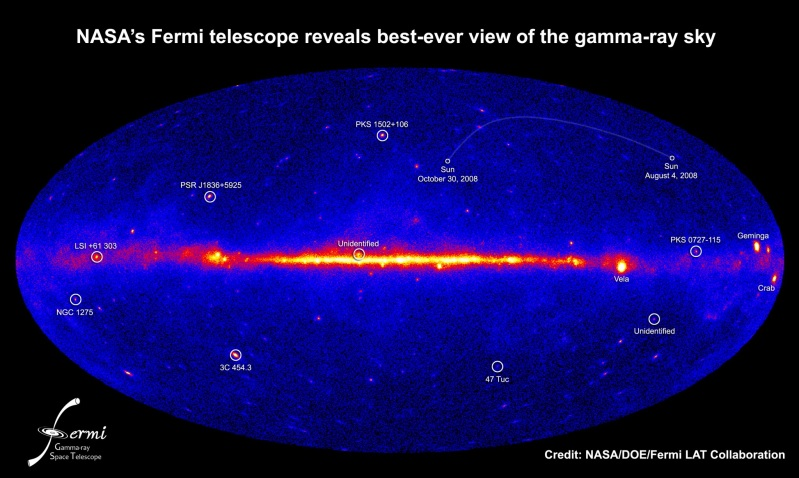 NASA's Fermi telescope reveals best-ever view of the gamma-ray sky
PKS 1502+106
Sun
October 30, 2008
Sun
August 4, 2008
PSR J1836+5925
LSI +61 303
Unidentified
PKS 0727-115
Geminga
Vela
Crab
NGC 1275
Unidentified
3C 454.3
47 Tuc
Fermi
Gamma-ray
Space Telescope
Credit: NASA/DOE/Fermi LAT Collaboration